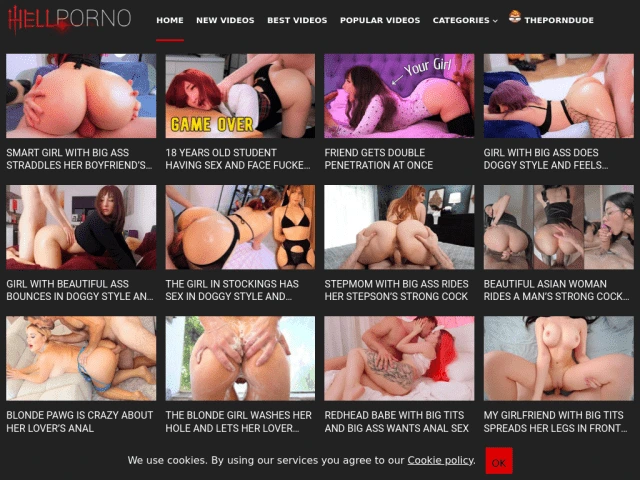 HELLPORNO
HOME NEW VIDEOS BEST VIDEOS POPULAR VIDEOS CATEGORIES THEPORNDUDE
GAME OVER
← Your Girl
SMART GIRL WITH BIG ASS
STRADDLES HER BOYFRIEND'S...
18 YEARS OLD STUDENT
HAVING SEX AND FACE FUCKE...
FRIEND GETS DOUBLE
PENETRATION AT ONCE
GIRL WITH BIG ASS DOES
DOGGY STYLE AND FEELS...
GIRL WITH BEAUTIFUL ASS
BOUNCES IN DOGGY STYLE AN...
THE GIRL IN STOCKINGS HAS
SEX IN DOGGY STYLE AND...
STEPMOM WITH BIG ASS RIDES
HER STEPSON'S STRONG COCK
BEAUTIFUL ASIAN WOMAN
RIDES A MAN'S STRONG COCK...
BLONDE PAWG IS CRAZY ABOUT
HER LOVER'S ANAL
THE BLONDE GIRL WASHES HER
HOLE AND LETS HER LOVER...
REDHEAD BABE WITH BIG TITS
AND BIG ASS WANTS ANAL SEX
MY GIRLFRIEND WITH BIG TITS
SPREADS HER LEGS IN FRONT...
We use cookies. By using our services you agree to our Cookie policy. OK